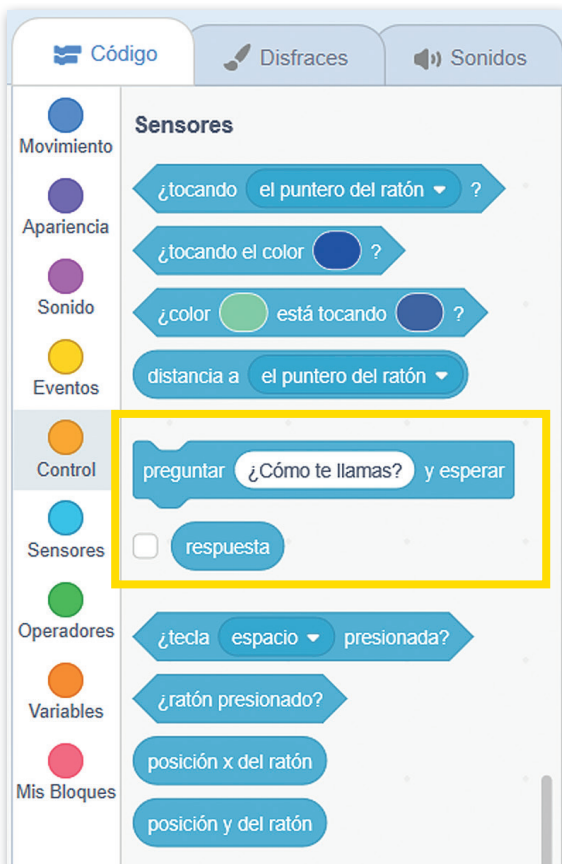 Código
Disfraces
Sonidos
Movimiento
Apariencia
Sonido
Eventos
Control
Sensores
Operadores
Variables
Mis Bloques
Sensores
¿tocando el puntero del ratón ?
¿tocando el color ?
¿color está tocando ?
distancia a el puntero del ratón
preguntar ¿Cómo te llamas? y esperar
respuesta
¿tecla espacio presionada?
¿ratón presionado?
posición x del ratón
posición y del ratón